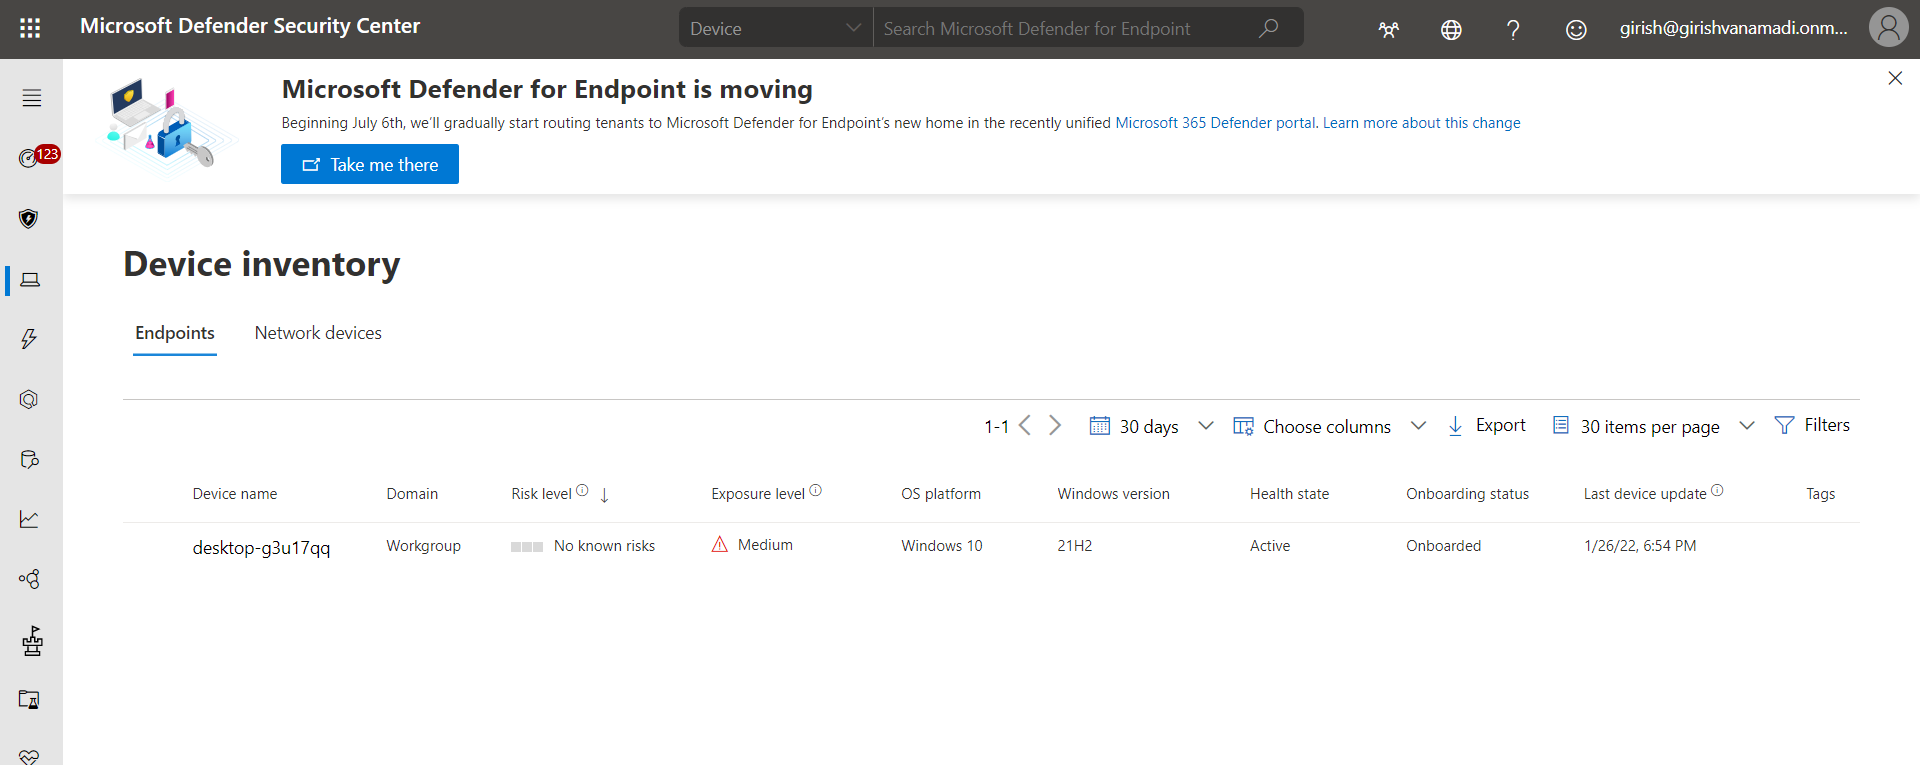 Microsoft Defender Security Center
Device
Search Microsoft Defender for Endpoint
?
girish@girishvanamadi.onm...
123
Microsoft Defender for Endpoint is moving
Beginning July 6th, we'll gradually start routing tenants to Microsoft Defender for Endpoint's new home in the recently unified Microsoft 365 Defender portal. Learn more about this change
Take me there
Device inventory
Endpoints Network devices
1-1 30 days Choose columns Export 30 items per page Filters
Device name Domain Risk level Exposure level OS platform Windows version Health state Onboarding status Last device update Tags
desktop-g3u17qq Workgroup No known risks Medium Windows 10 21H2 Active Onboarded 1/26/22, 6:54 PM